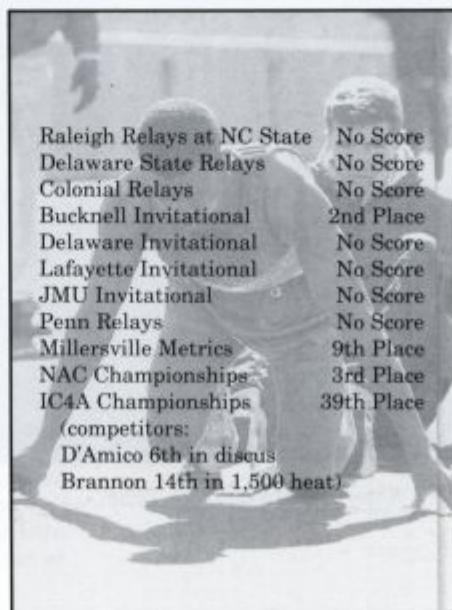 Raleigh Relays at NC State No Score
Delaware State Relays No Score
Colonial Relays No Score
Bucknell Invitational 2nd Place
Delaware Invitational No Score
Lafayette Invitational No Score
JMU Invitational No Score
Penn Relays No Score
Millersville Metrics 9th Place
NAC Championships 3rd Place
IC4A Championships 39th Place
(competitors:
D'Amico 6th in discus
Brannon 14th in 1,500 heat)